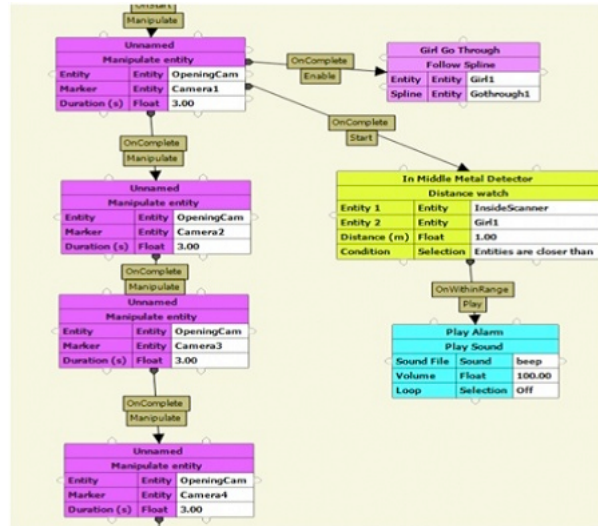 OnStart
Manipulate
Unnamed
Manipulate entity
Entity Entity OpeningCam
Marker Entity Camera1
Duration (s) Float 3.00
OnComplete
Enable
Girl Go Through
Follow Spline
Entity Entity Girl1
Spline Entity Gothrough1
OnComplete
Start
OnComplete
Manipulate
In Middle Metal Detector
Distance watch
Entity 1 Entity InsideScanner
Entity 2 Entity Girl1
Distance (m) Float 1.00
Condition Selection Entities are closer than
Unnamed
Manipulate entity
Entity Entity OpeningCam
Marker Entity Camera2
Duration (s) Float 3.00
OnComplete
Manipulate
OnWithinRange
Play
Unnamed
Manipulate entity
Entity Entity OpeningCam
Marker Entity Camera3
Duration (s) Float 3.00
Play Alarm
Play Sound
Sound File Sound beep
Volume Float 100.00
Loop Selection Off
OnComplete
Manipulate
Unnamed
Manipulate entity
Entity Entity OpeningCam
Marker Entity Camera4
Duration (s) Float 3.00